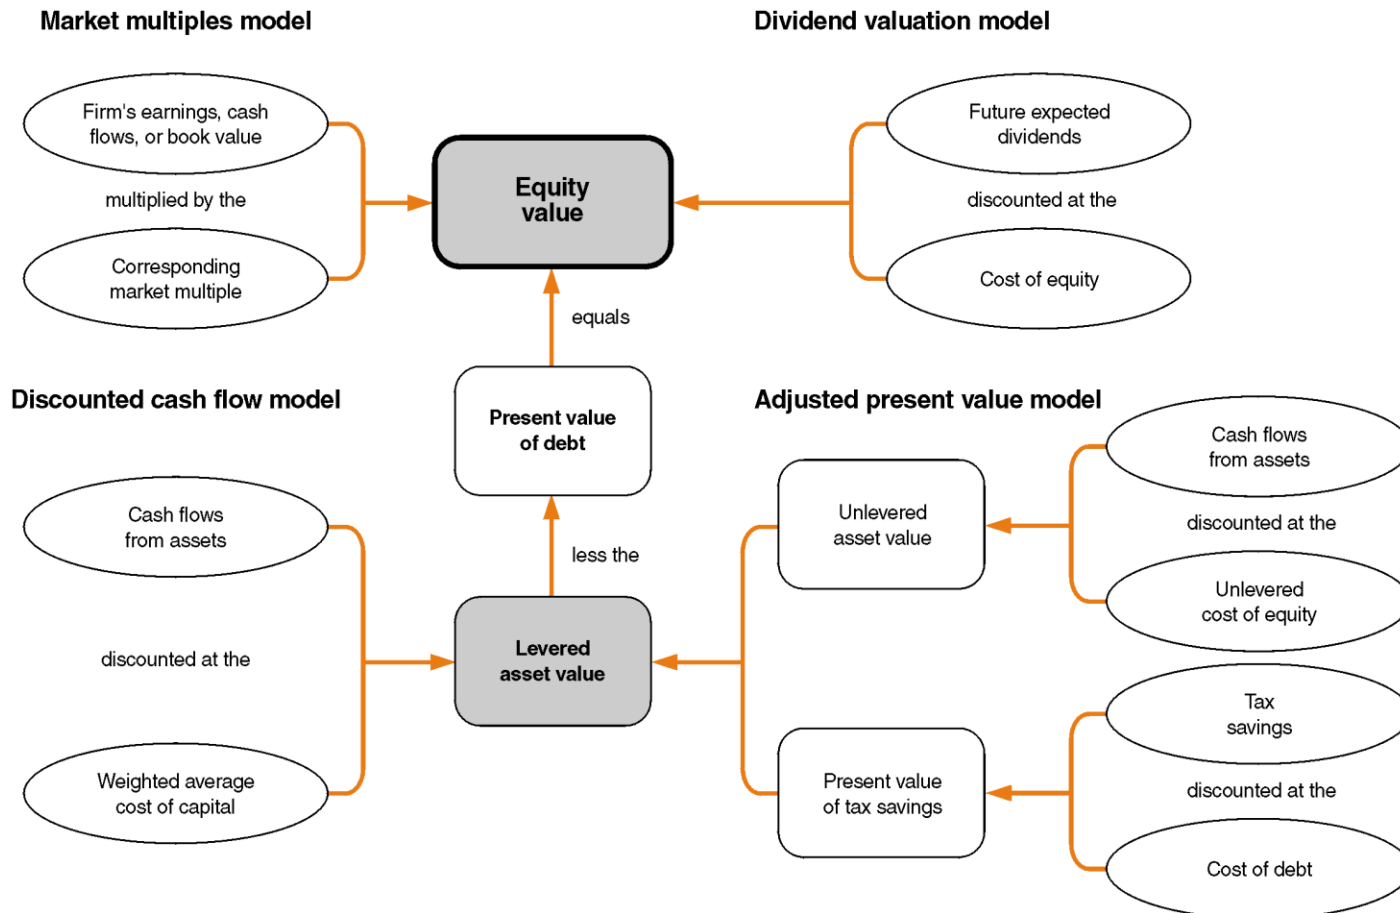 Market multiples model
Firm's earnings, cash
flows, or book value
multiplied by the
Corresponding
market multiple
Equity
value
Dividend valuation model
Future expected
dividends
discounted at the
Cost of equity
equals
Present value
of debt
less the
Discounted cash flow model
Cash flows
from assets
discounted at the
Weighted average
cost of capital
Levered
asset value
Adjusted present value model
Unlevered
asset value
Cash flows
from assets
discounted at the
Unlevered
cost of equity
Present value
of tax savings
Tax
savings
discounted at the
Cost of debt